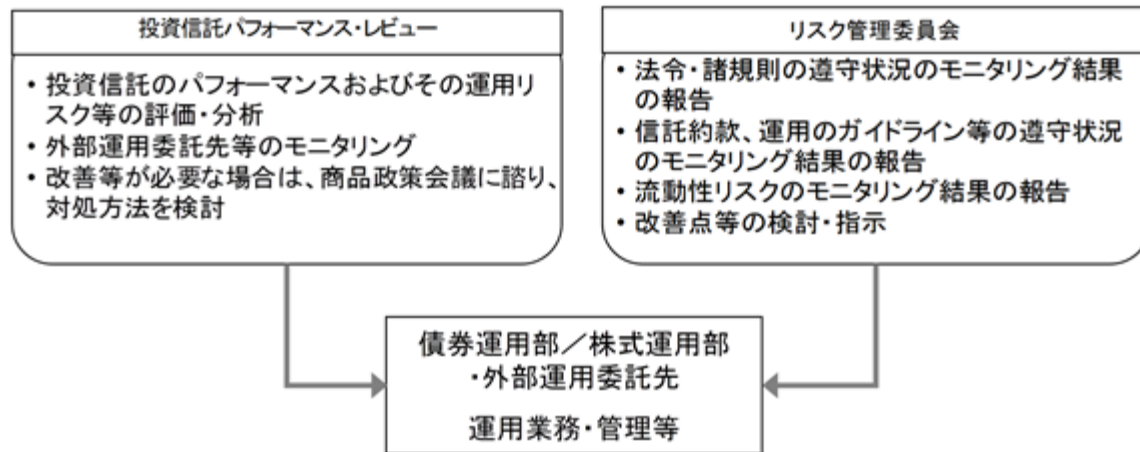 投資信託パフォーマンス・レビュー
・投資信託のパフォーマンスおよびその運用リ
スク等の評価・分析
・外部運用委託先等のモニタリング
・改善等が必要な場合は、商品政策会議に諮り、
対処方法を検討
リスク管理委員会
・法令・諸規則の遵守状況のモニタリング結果
の報告
・信託約款、運用のガイドライン等の遵守状況
のモニタリング結果の報告
・流動性リスクのモニタリング結果の報告
・改善点等の検討・指示
債券運用部／株式運用部
・外部運用委託先
運用業務・管理等